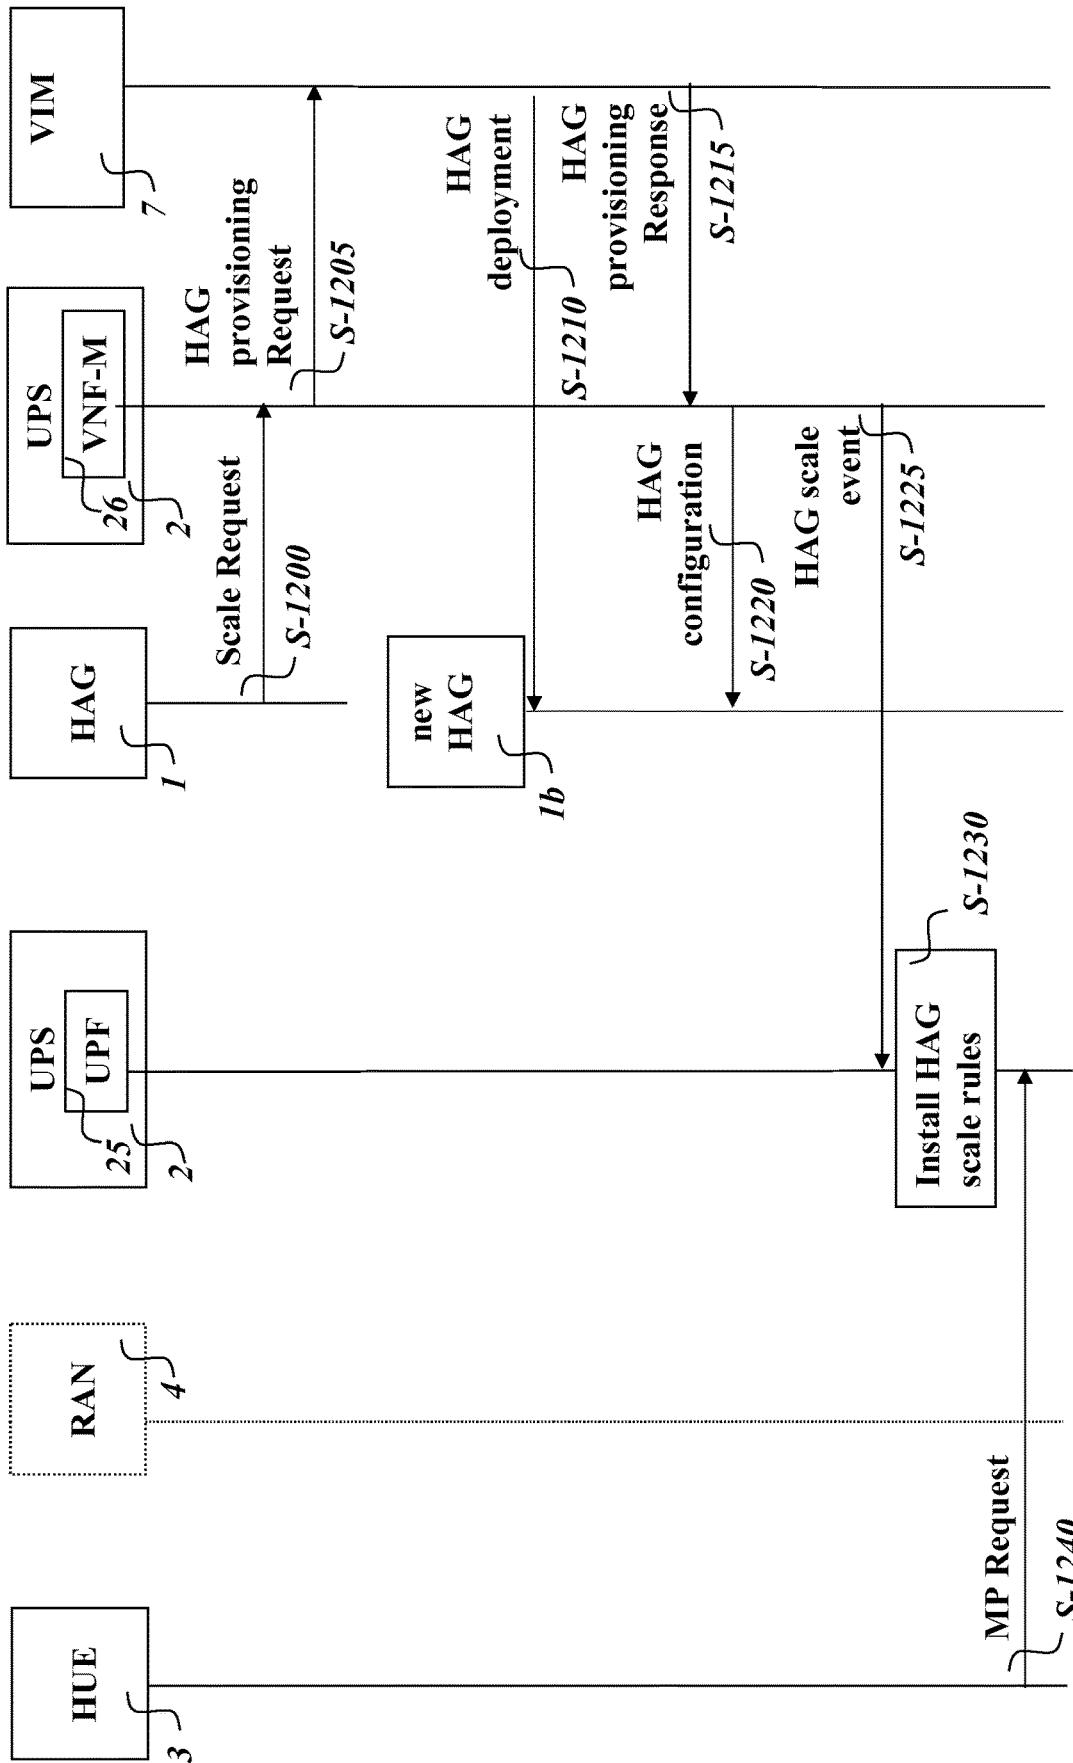 HUE
3
RAN
4
UPS
UPF
25
2
HAG
1
UPS
VNF-M
26
2
VIM
7
Scale Request
S-1200
HAG
provisioning
Request
S-1205
new
HAG
1b
HAG
deployment
S-1210
HAG
provisioning
Response
S-1215
HAG
configuration
S-1220
HAG scale
event
S-1225
Install HAG
scale rules
S-1230
MP Request
S-1240